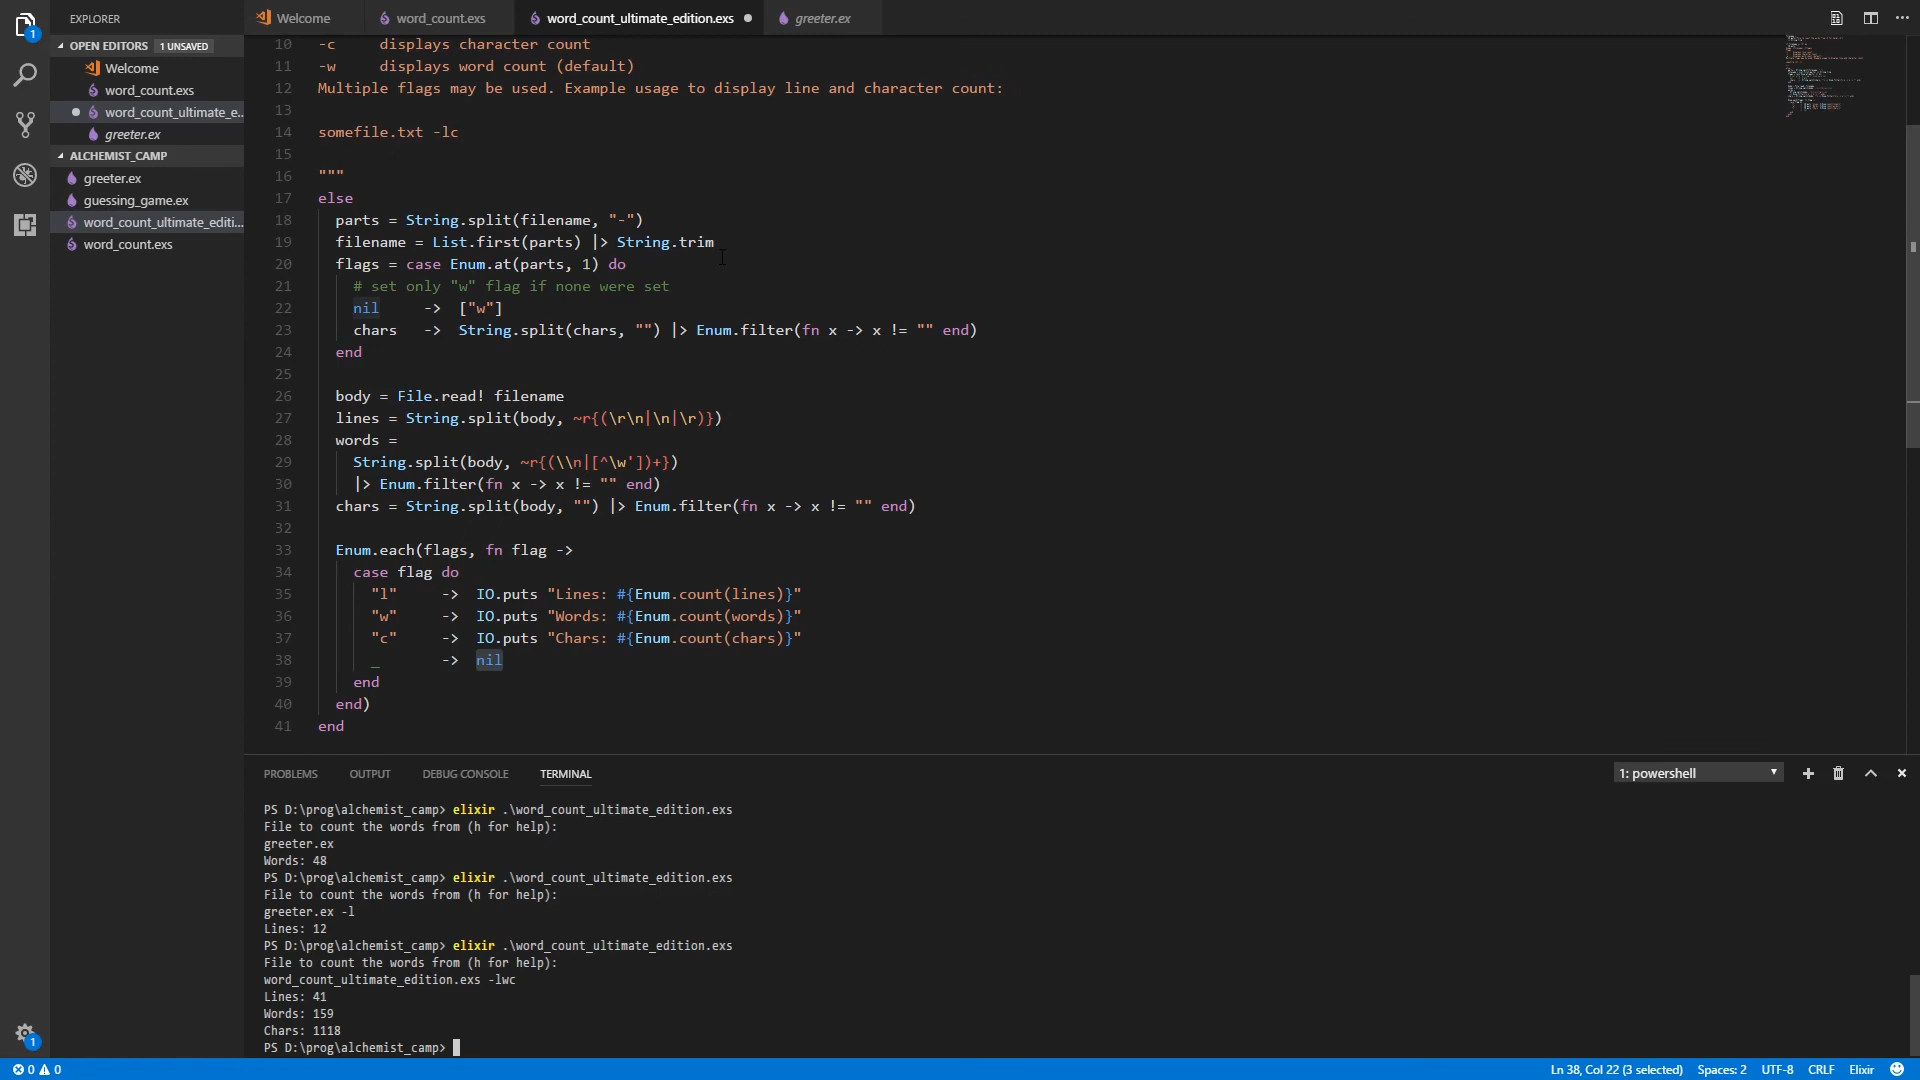 EXPLORER
Welcome
word_count.exs
word_count_ultimate_edition.exs
greeter.ex
OPEN EDITORS 1 UNSAVED
Welcome
word_count.exs
word_count_ultimate_e...
greeter.ex
ALCHEMIST_CAMP
greeter.ex
guessing_game.ex
word_count_ultimate_editi...
word_count.exs
1
1
10 -c      displays character count
11 -w      displays word count (default)
12 Multiple flags may be used. Example usage to display line and character count:
13
14 somefile.txt -lc
15
16 """
17 else
18   parts = String.split(filename, "-")
19   filename = List.first(parts) |> String.trim
20   flags = case Enum.at(parts, 1) do
21     # set only "w" flag if none were set
22     nil     ->  ["w"]
23     chars   ->  String.split(chars, "") |> Enum.filter(fn x -> x != "" end)
24   end
25
26   body = File.read! filename
27   lines = String.split(body, ~r{(\r\n|\n|\r)})
28   words =
29     String.split(body, ~r{(\\n|[^\w'])+})
30     |> Enum.filter(fn x -> x != "" end)
31   chars = String.split(body, "") |> Enum.filter(fn x -> x != "" end)
32
33   Enum.each(flags, fn flag ->
34     case flag do
35       "l"     ->  IO.puts "Lines: #{Enum.count(lines)}"
36       "w"     ->  IO.puts "Words: #{Enum.count(words)}"
37       "c"     ->  IO.puts "Chars: #{Enum.count(chars)}"
38       _       ->  nil
39     end
40   end)
41 end
PROBLEMS OUTPUT DEBUG CONSOLE TERMINAL 1: powershell
PS D:\prog\alchemist_camp> elixir .\word_count_ultimate_edition.exs
File to count the words from (h for help):
greeter.ex
Words: 48
PS D:\prog\alchemist_camp> elixir .\word_count_ultimate_edition.exs
File to count the words from (h for help):
greeter.ex -l
Lines: 12
PS D:\prog\alchemist_camp> elixir .\word_count_ultimate_edition.exs
File to count the words from (h for help):
word_count_ultimate_edition.exs -lwc
Lines: 41
Words: 159
Chars: 1118
PS D:\prog\alchemist_camp>
0 0 Ln 38, Col 22 (3 selected) Spaces: 2 UTF-8 CRLF Elixir